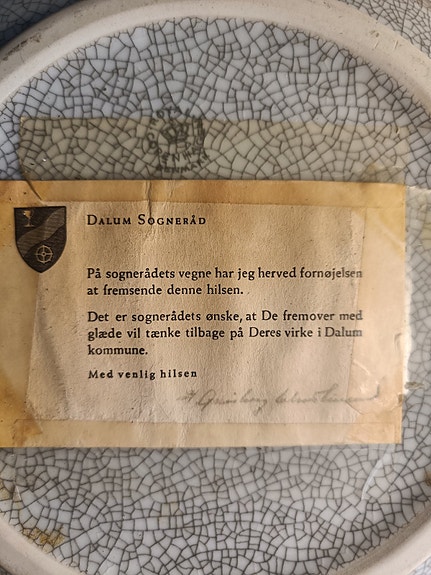 DALUM SOGNERÅD
På sognerådets vegne har jeg herved fornøjelsen
at fremsende denne hilsen.
Det er sognerådets ønske, at De fremover med
glæde vil tænke tilbage på Deres virke i Dalum
kommune.
Med venlig hilsen